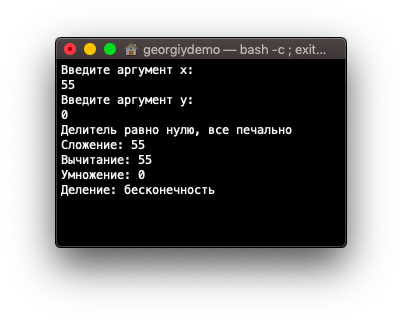 georgiydemo — bash -c ; exit...
Введите аргумент x:
55
Введите аргумент y:
0
Делитель равно нулю, все печально
Сложение: 55
Вычитание: 55
Умножение: 0
Деление: бесконечность